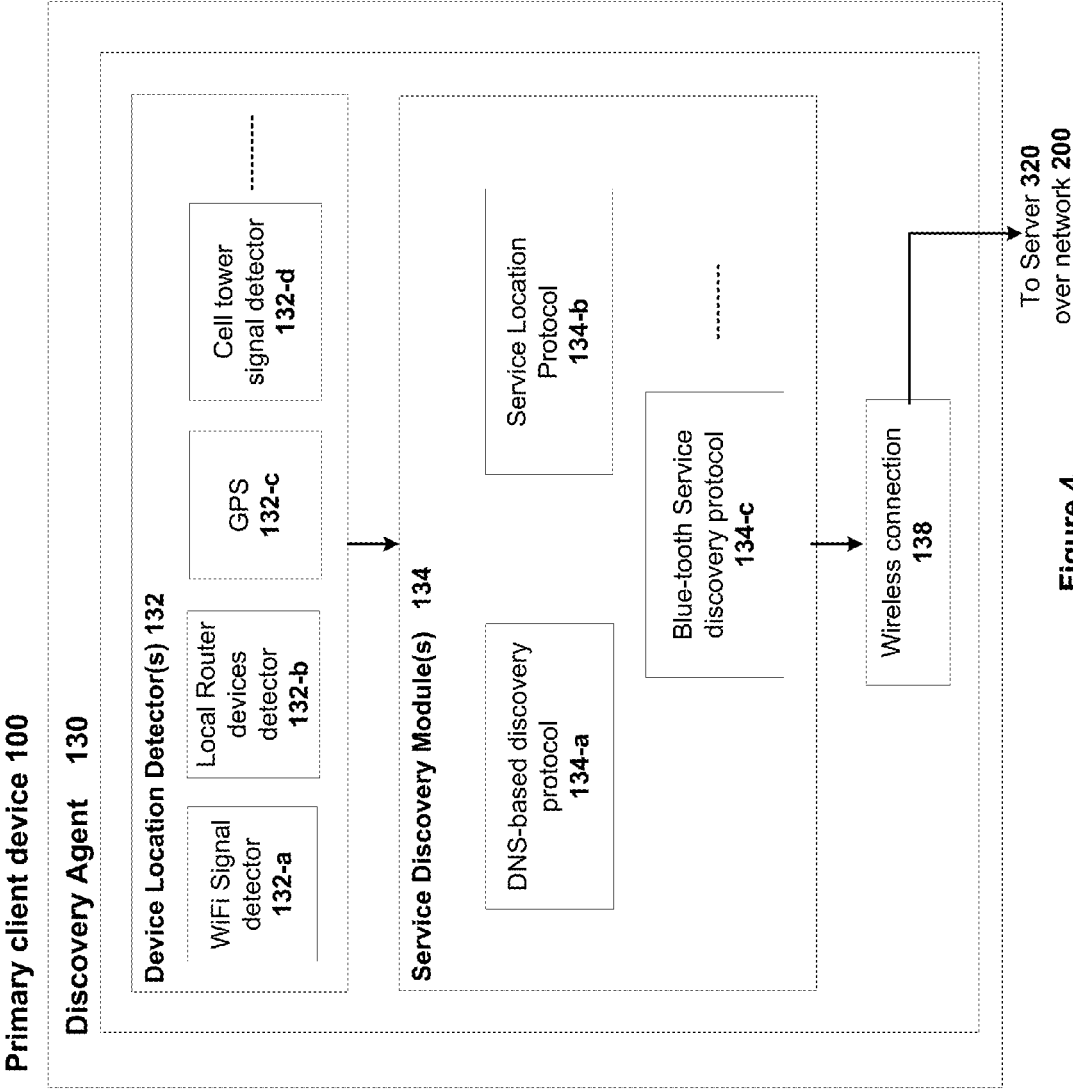 Primary client device 100
Discovery Agent 130
Device Location Detector(s) 132
WiFi Signal
detector
132-a
Local Router
devices
detector
132-b
GPS
132-c
Cell tower
signal detector
132-d
Service Discovery Module(s) 134
DNS-based discovery
protocol
134-a
Service Location
Protocol
134-b
Blue-tooth Service
discovery protocol
134-c
Wireless connection
138
To Server 320
over network 200
Figure 4